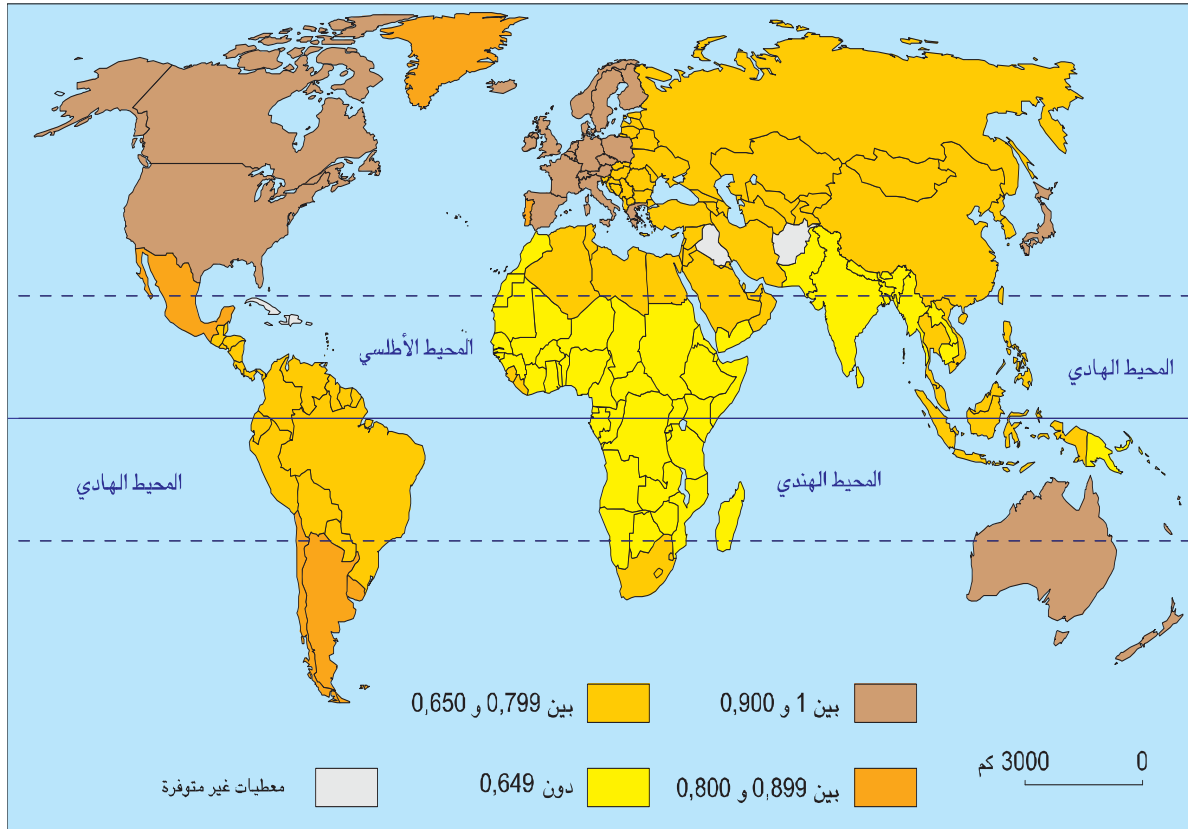 المحيط الأطلسي
المحيط الهادي
المحيط الهادي
المحيط الهندي
بين 1 و 0,900
بين 0,799 و 0,650
0
3000 كم
بين 0,899 و 0,800
دون 0,649
معطيات غير متوفرة